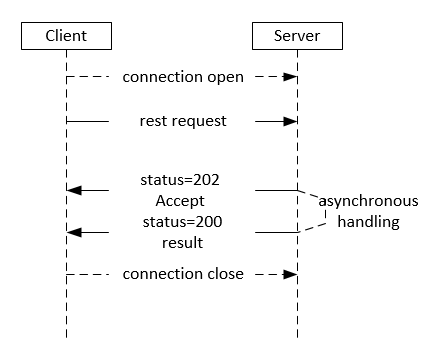 Client
Server
connection open
rest request
status=202
Accept
status=200
result
asynchronous
handling
connection close